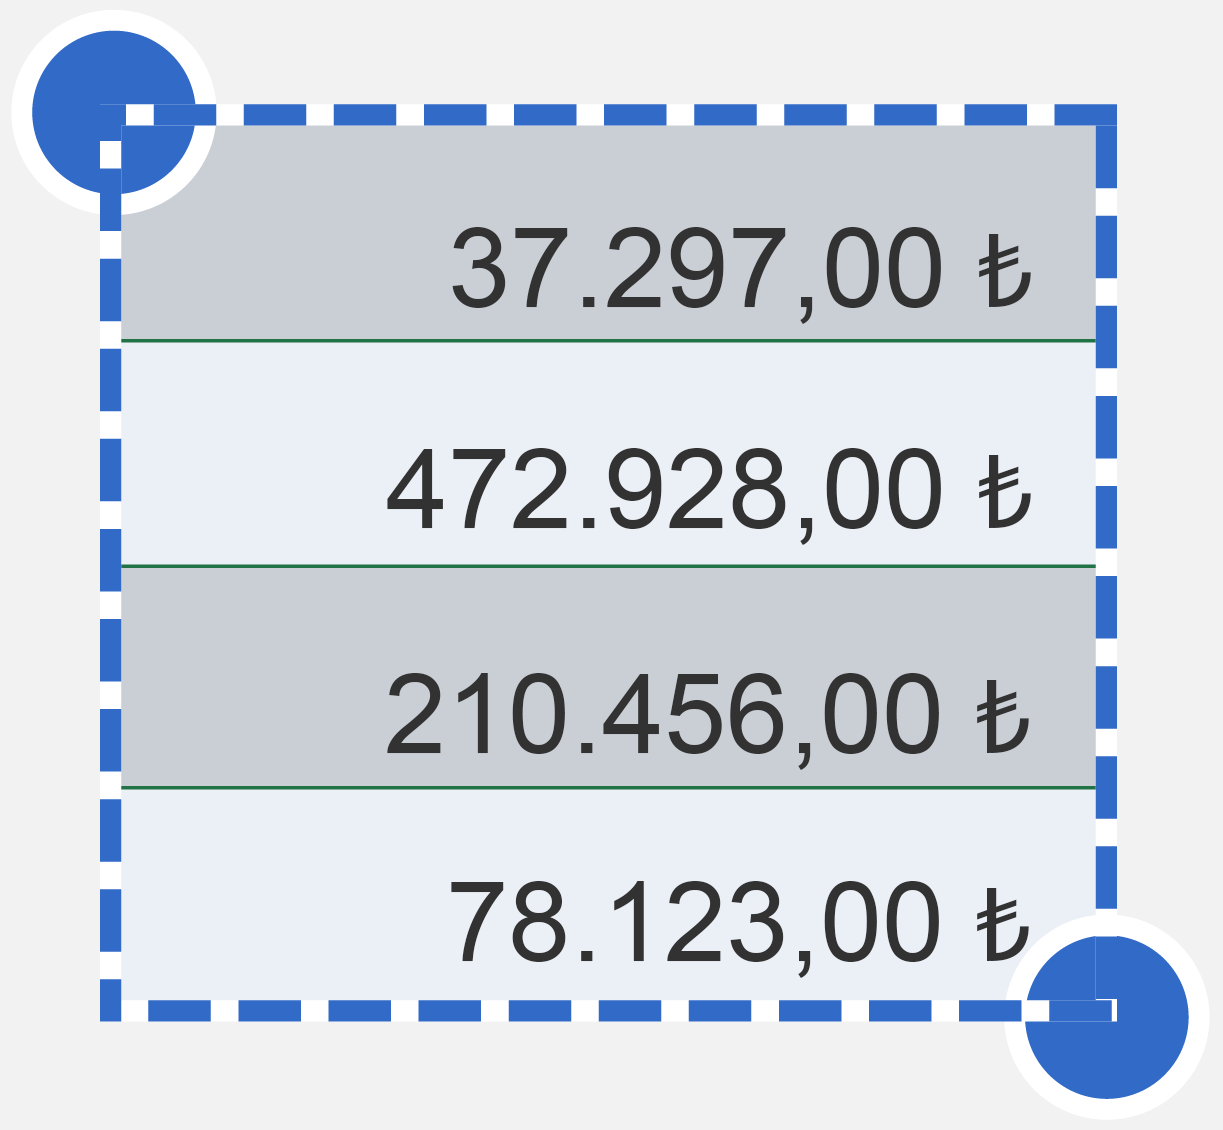 37.297,00 ₺
472.928,00 ₺
210.456,00 ₺
78.123,00 ₺